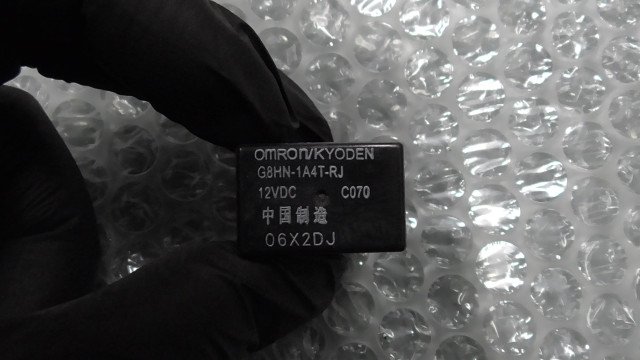 OMRON/KYODEN
G8HN-1A4T-RJ
12VDC C070
中国制造
06X2DJ